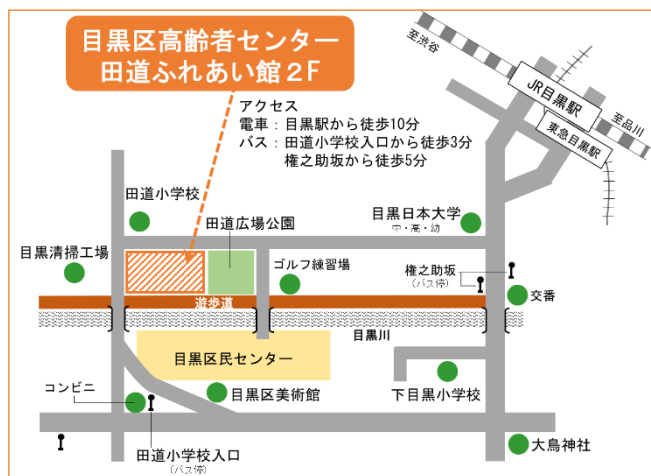 目黒区高齢者センター
田道ふれあい館２F
アクセス
電車：目黒駅から徒歩10分
バス：田道小学校入口から徒歩3分
権之助坂から徒歩5分
至渋谷
JR目黒駅
至品川
東急目黒駅
田道小学校
田道広場公園
目黒日本大学
中・高・幼
目黒清掃工場
ゴルフ練習場
権之助坂
(バス停)
交番
遊歩道
目黒川
目黒区民センター
コンビニ
目黒区美術館
下目黒小学校
田道小学校入口
(バス停)
大鳥神社